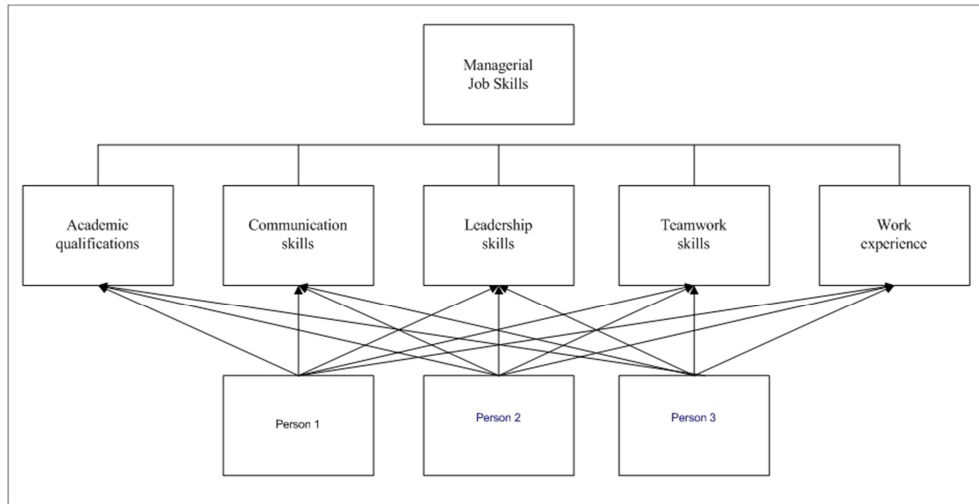 Managerial
Job Skills
Academic
qualifications
Communication
skills
Leadership
skills
Teamwork
skills
Work
experience
Person 1
Person 2
Person 3